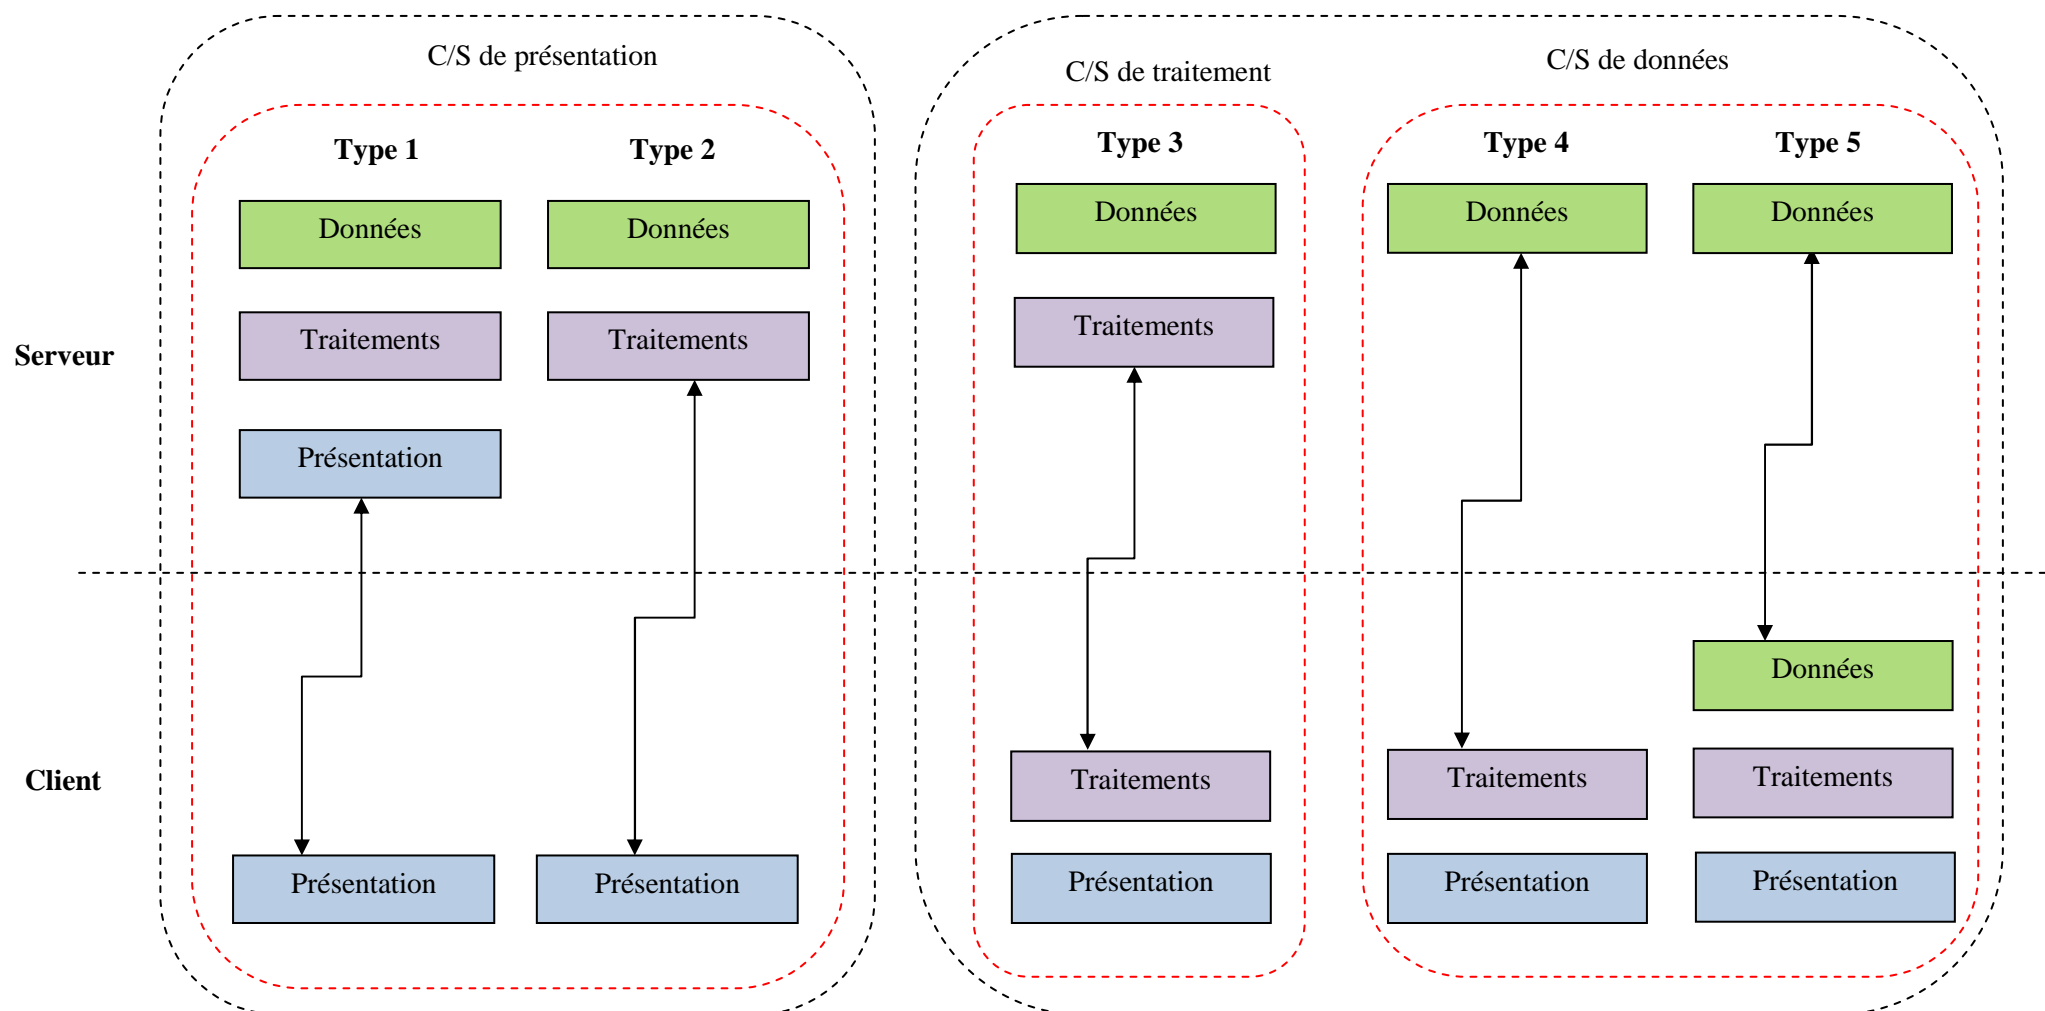 C/S de présentation
C/S de traitement
C/S de données
Type 1
Type 2
Type 3
Type 4
Type 5
Données
Données
Données
Données
Données
Traitements
Traitements
Traitements
Serveur
Présentation
Données
Client
Traitements
Traitements
Traitements
Présentation
Présentation
Présentation
Présentation
Présentation